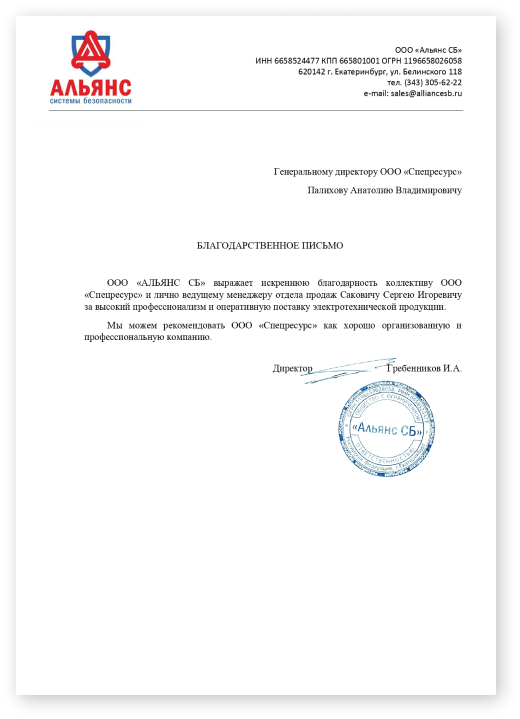 АЛЬЯНС
системы безопасности
ООО «Альянс СБ»
ИНН 6658524477 КПП 665801001 ОГРН 1196658026058
620142 г. Екатеринбург, ул. Белинского 118
тел. (343) 305-62-22
e-mail: sales@alliancesb.ru
Генеральному директору ООО «Спецресурс»
Палихову Анатолию Владимировичу
БЛАГОДАРСТВЕННОЕ ПИСЬМО
ООО «АЛЬЯНС СБ» выражает искреннюю благодарность коллективу ООО
«Спецресурс» и лично ведущему менеджеру отдела продаж Саковичу Сергею Игоревичу
за высокий профессионализм и оперативную поставку электротехнической продукции.
Мы можем рекомендовать ООО «Спецресурс» как хорошо организованную и
профессиональную компанию.
Директор Гребенников И.А.
«Альянс СБ»